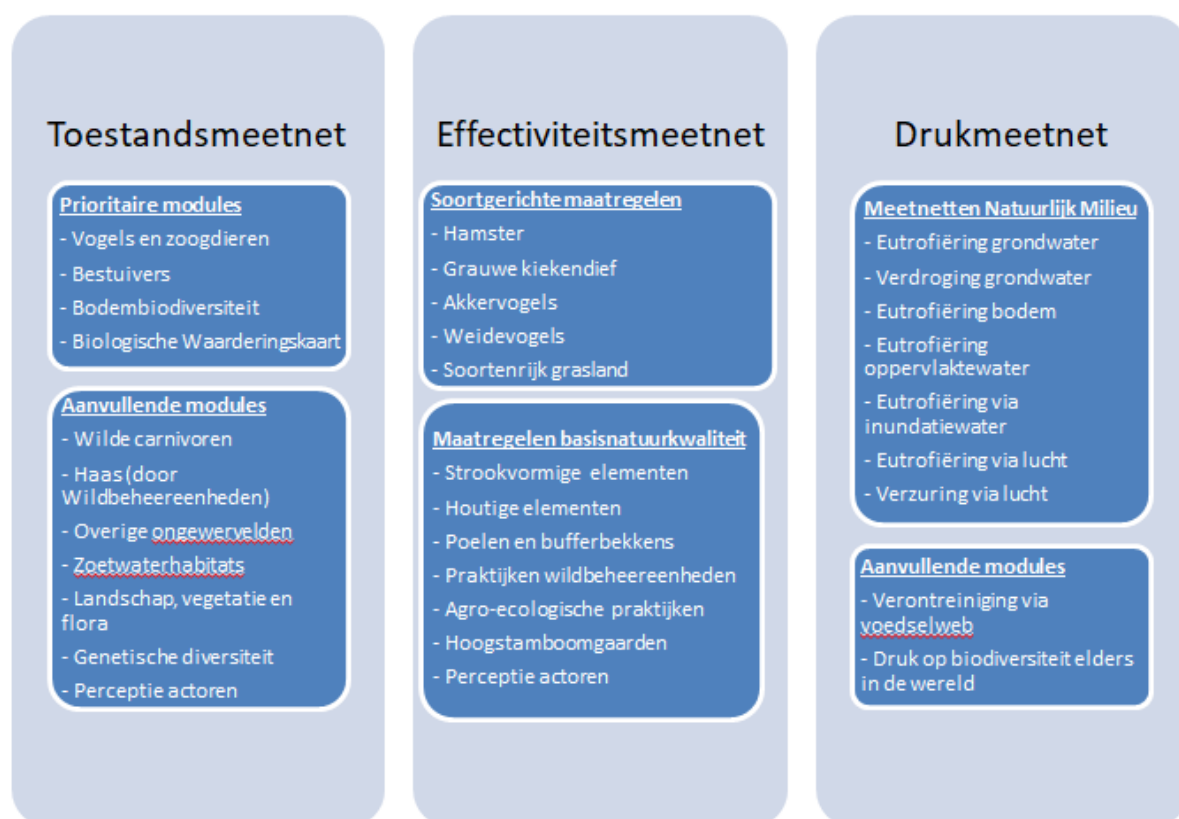 Toestandsmeetnet
Prioritaire modules
- Vogels en zoogdieren
- Bestuivers
- Bodembiodiversiteit
- Biologische Waarderingskaart
Aanvullende modules
- Wilde carnivoren
- Haas (door
Wildbeheereenheden)
- Overige ongewervelden
- Zoetwaterhabitats
- Landschap, vegetatie en
flora
- Genetische diversiteit
- Perceptie actoren
Effectiviteitsmeetnet
Soortgerichte maatregelen
- Hamster
- Grauwe kiekendief
- Akkervogels
- Weidevogels
- Soortenrijk grasland
Maatregelen basisnatuurkwaliteit
- Strookvormige elementen
- Houtige elementen
- Poelen en bufferbekkens
- Praktijken wildbeheereenheden
- Agro-ecologische praktijken
- Hoogstamboomgaarden
- Perceptie actoren
Drukmeetnet
Meetnetten Natuurlijk Milieu
- Eutrofiëring grondwater
- Verdroging grondwater
- Eutrofiëring bodem
- Eutrofiëring
oppervlaktewater
- Eutrofiëring via
inundatiewater
- Eutrofiëring via lucht
- Verzuring via lucht
Aanvullende modules
- Verontreiniging via
voedselweb
- Druk op biodiversiteit elders
in de wereld